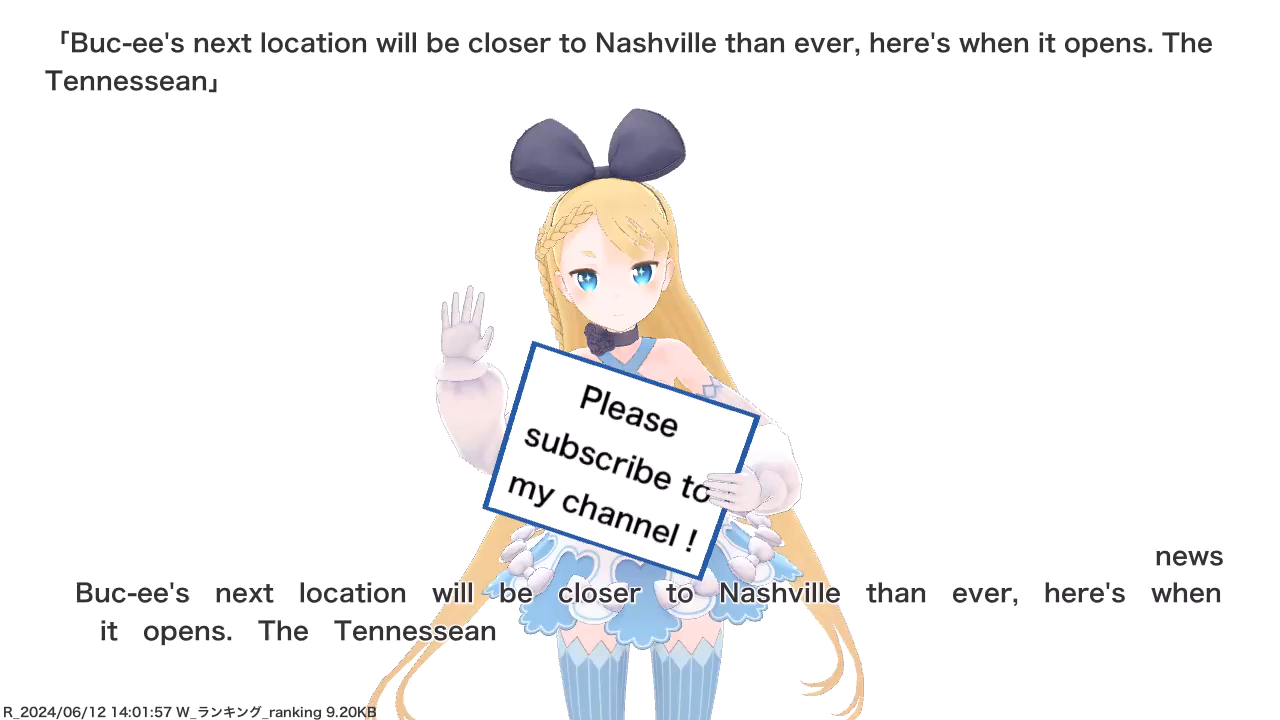 「Buc-ee's next location will be closer to Nashville than ever, here's when it opens. The
Tennessean」
Please
subscribe to
my channel !
news
Buc-ee's next location will be closer to Nashville than ever, here's when
it opens. The Tennessean
R_2024/06/12 14:01:57 W_ランキング_ranking 9.20KB